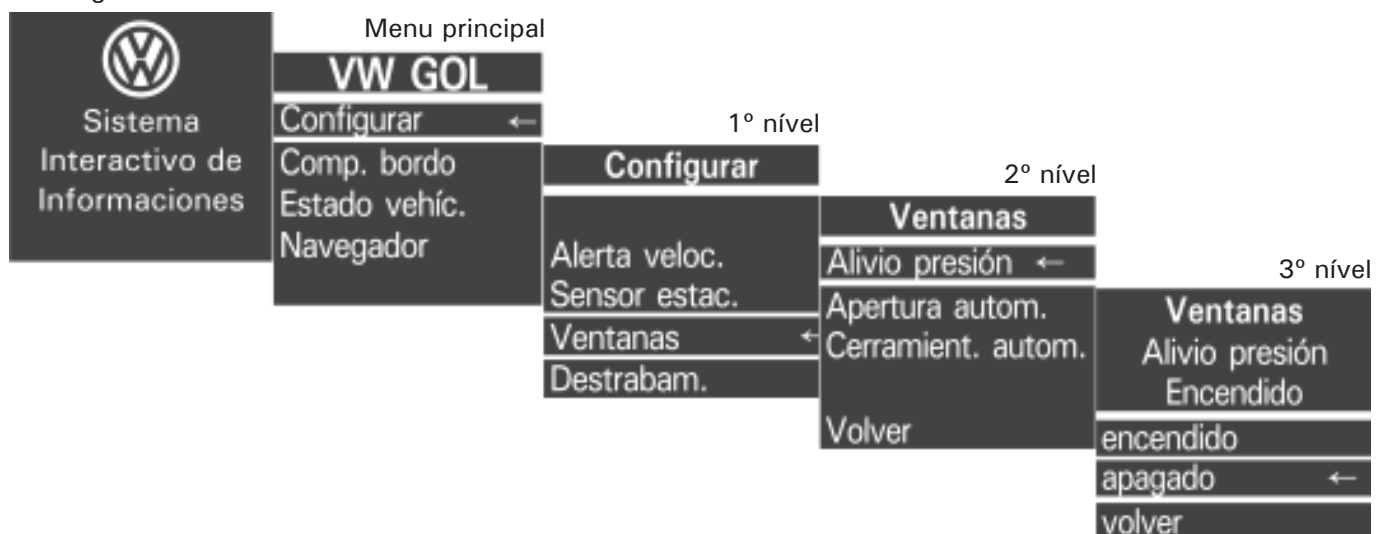 Sistema
Interactivo de
Informaciones
Menu principal
VW GOL
Configurar ←
Comp. bordo
Estado vehíc.
Navegador
1º nível
Configurar
Alerta veloc.
Sensor estac.
Ventanas ←
Destrabam.
2º nível
Ventanas
Alivio presión ←
Apertura autom.
Cerramient. autom.
Volver
3º nível
Ventanas
Alivio presión
Encendido
encendido
apagado ←
volver